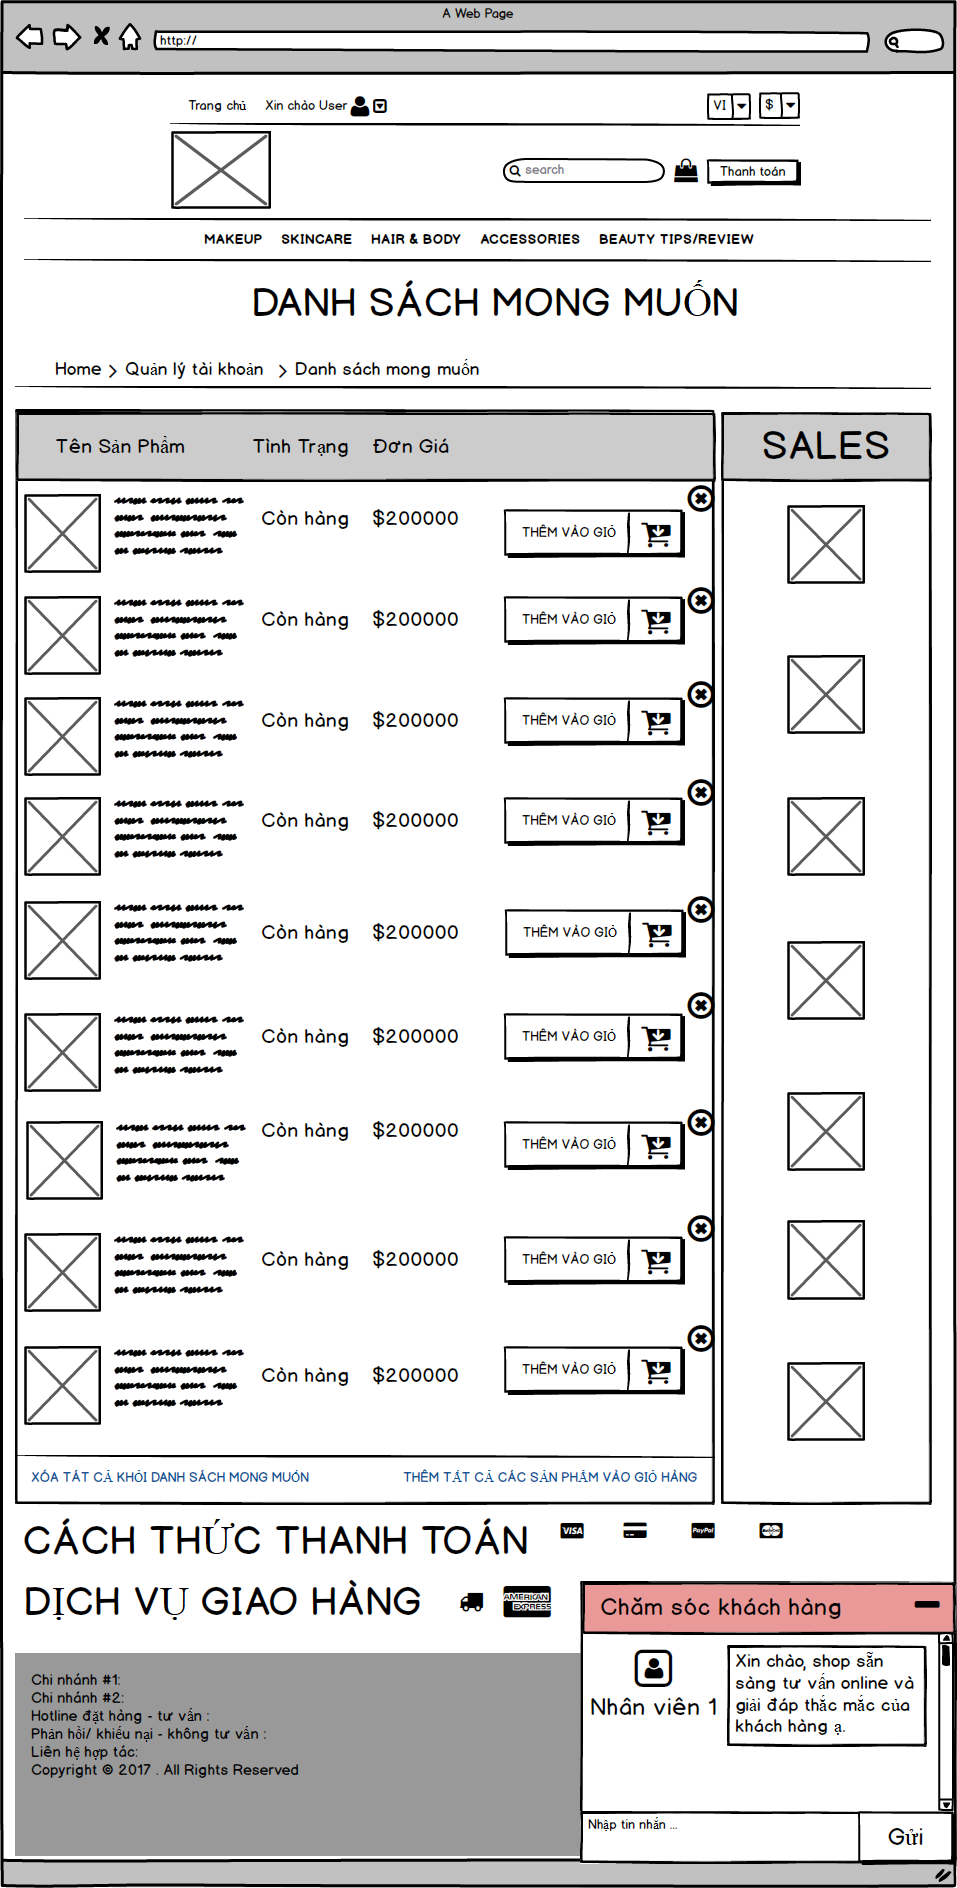 A Web Page
http://
Trang chủ Xin chào User VI $
search Thanh toán
MAKEUP SKINCARE HAIR & BODY ACCESSORIES BEAUTY TIPS/REVIEW
DANH SÁCH MONG MUỐN
Home > Quản lý tài khoản > Danh sách mong muốn
Tên Sản Phẩm Tình Trạng Đơn Giá
SALES
Còn hàng $200000 THÊM VÀO GIỎ
Còn hàng $200000 THÊM VÀO GIỎ
Còn hàng $200000 THÊM VÀO GIỎ
Còn hàng $200000 THÊM VÀO GIỎ
Còn hàng $200000 THÊM VÀO GIỎ
Còn hàng $200000 THÊM VÀO GIỎ
Còn hàng $200000 THÊM VÀO GIỎ
Còn hàng $200000 THÊM VÀO GIỎ
Còn hàng $200000 THÊM VÀO GIỎ
XÓA TẤT CẢ KHỎI DANH SÁCH MONG MUỐN THÊM TẤT CẢ CÁC SẢN PHẨM VÀO GIỎ HÀNG
CÁCH THỨC THANH TOÁN VISA PayPal
DỊCH VỤ GIAO HÀNG AMERICAN EXPRESS
Chi nhánh #1:
Chi nhánh #2:
Hotline đặt hàng - tư vấn :
Phản hồi/ khiếu nại - không tư vấn :
Liên hệ hợp tác:
Copyright © 2017 . All Rights Reserved
Chăm sóc khách hàng
Nhân viên 1
Xin chào, shop sẵn
sàng tư vấn online và
giải đáp thắc mắc của
khách hàng ạ.
Nhập tin nhắn ...
Gửi